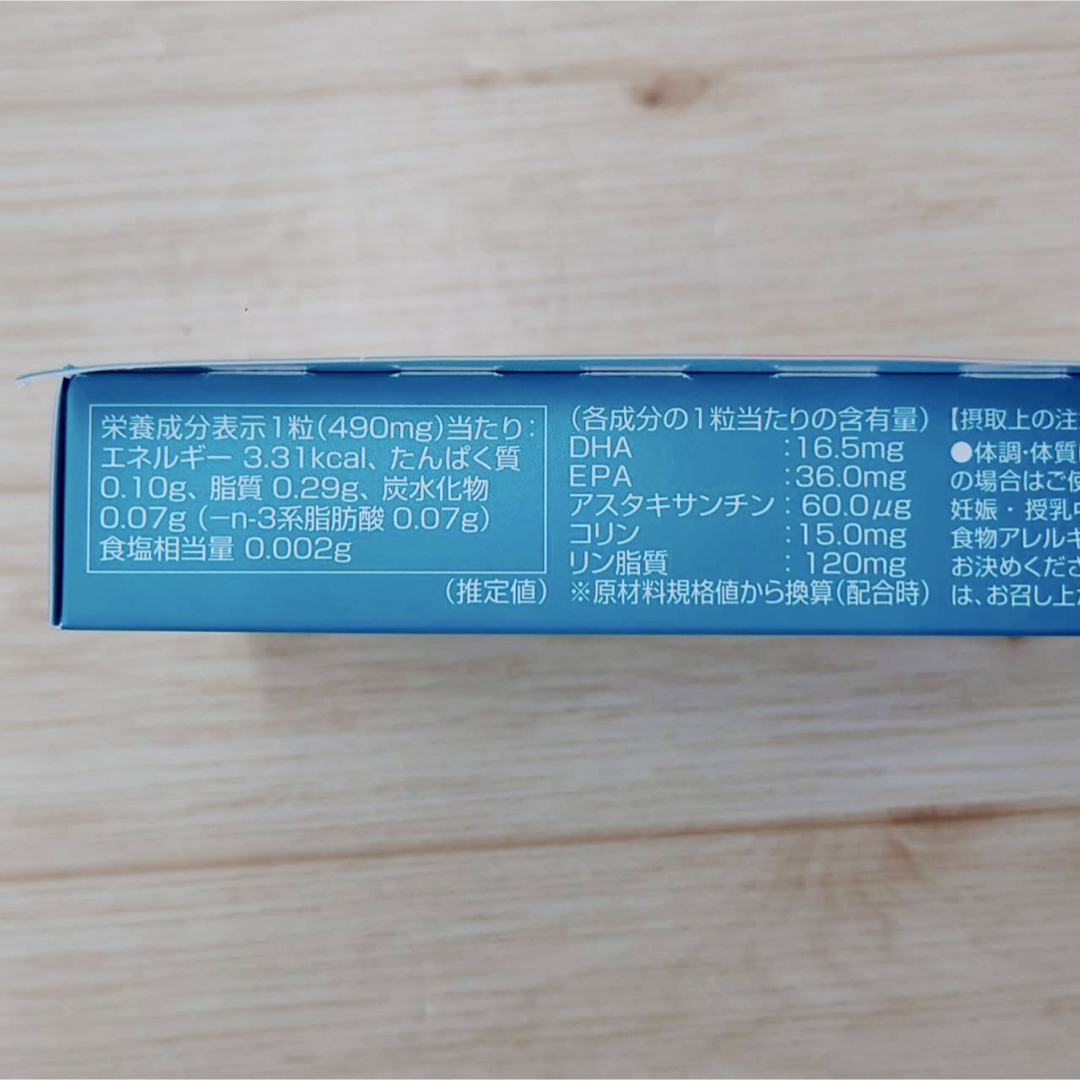 栄養成分表示1粒(490mg)当たり:
エネルギー 3.31kcal、たんぱく質
0.10g、脂質 0.29g、炭水化物
0.07g (−n-3系脂肪酸 0.07g)
食塩相当量 0.002g
(推定値)
(各成分の1粒当たりの含有量)
DHA :16.5mg
EPA :36.0mg
アスタキサンチン : 60.0μg
コリン :15.0mg
リン脂質 : 120mg
※原材料規格値から換算(配合時)
【摂取上の注
●体調・体質
の場合はご使
妊娠・授乳中
食物アレルギ
お決めくださ
は、お召し上が